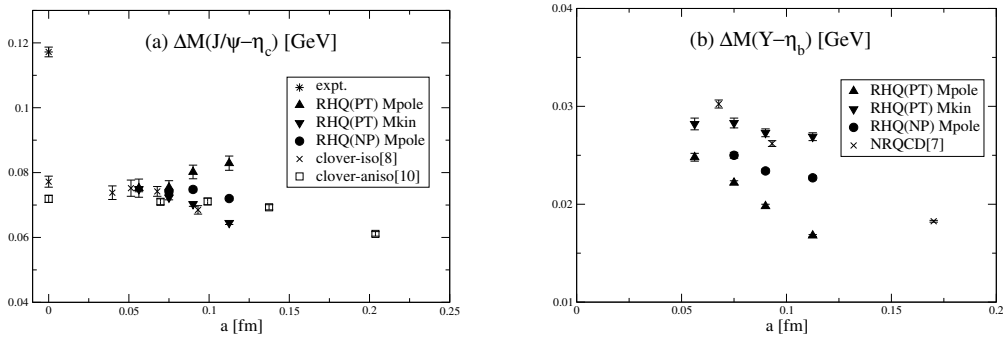 (a) ΔM(J/ψ−η_c) [GeV]
0.12
0.1
0.08
0.06
0.04
expt.
RHQ(PT) Mpole
RHQ(PT) Mkin
RHQ(NP) Mpole
clover-iso[8]
clover-aniso[10]
0 0.05 0.1 0.15 0.2 0.25
a [fm]
(b) ΔM(Υ−η_b) [GeV]
0.04
0.03
0.02
0.01
RHQ(PT) Mpole
RHQ(PT) Mkin
RHQ(NP) Mpole
NRQCD[7]
0 0.05 0.1 0.15 0.2
a [fm]